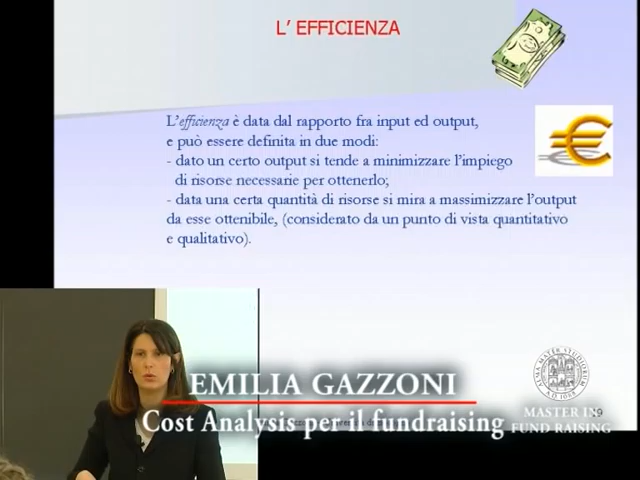 L' EFFICIENZA
L'efficienza è data dal rapporto fra input ed output,
e può essere definita in due modi:
- dato un certo output si tende a minimizzare l'impiego
di risorse necessarie per ottenerlo;
- data una certa quantità di risorse si mira a massimizzare l'output
da esse ottenibile, (considerato da un punto di vista quantitativo
e qualitativo).
EMILIA GAZZONI
Cost Analysis per il fundraising
ALMA MATER STUDIORUM
MASTER IN
FUND RAISING